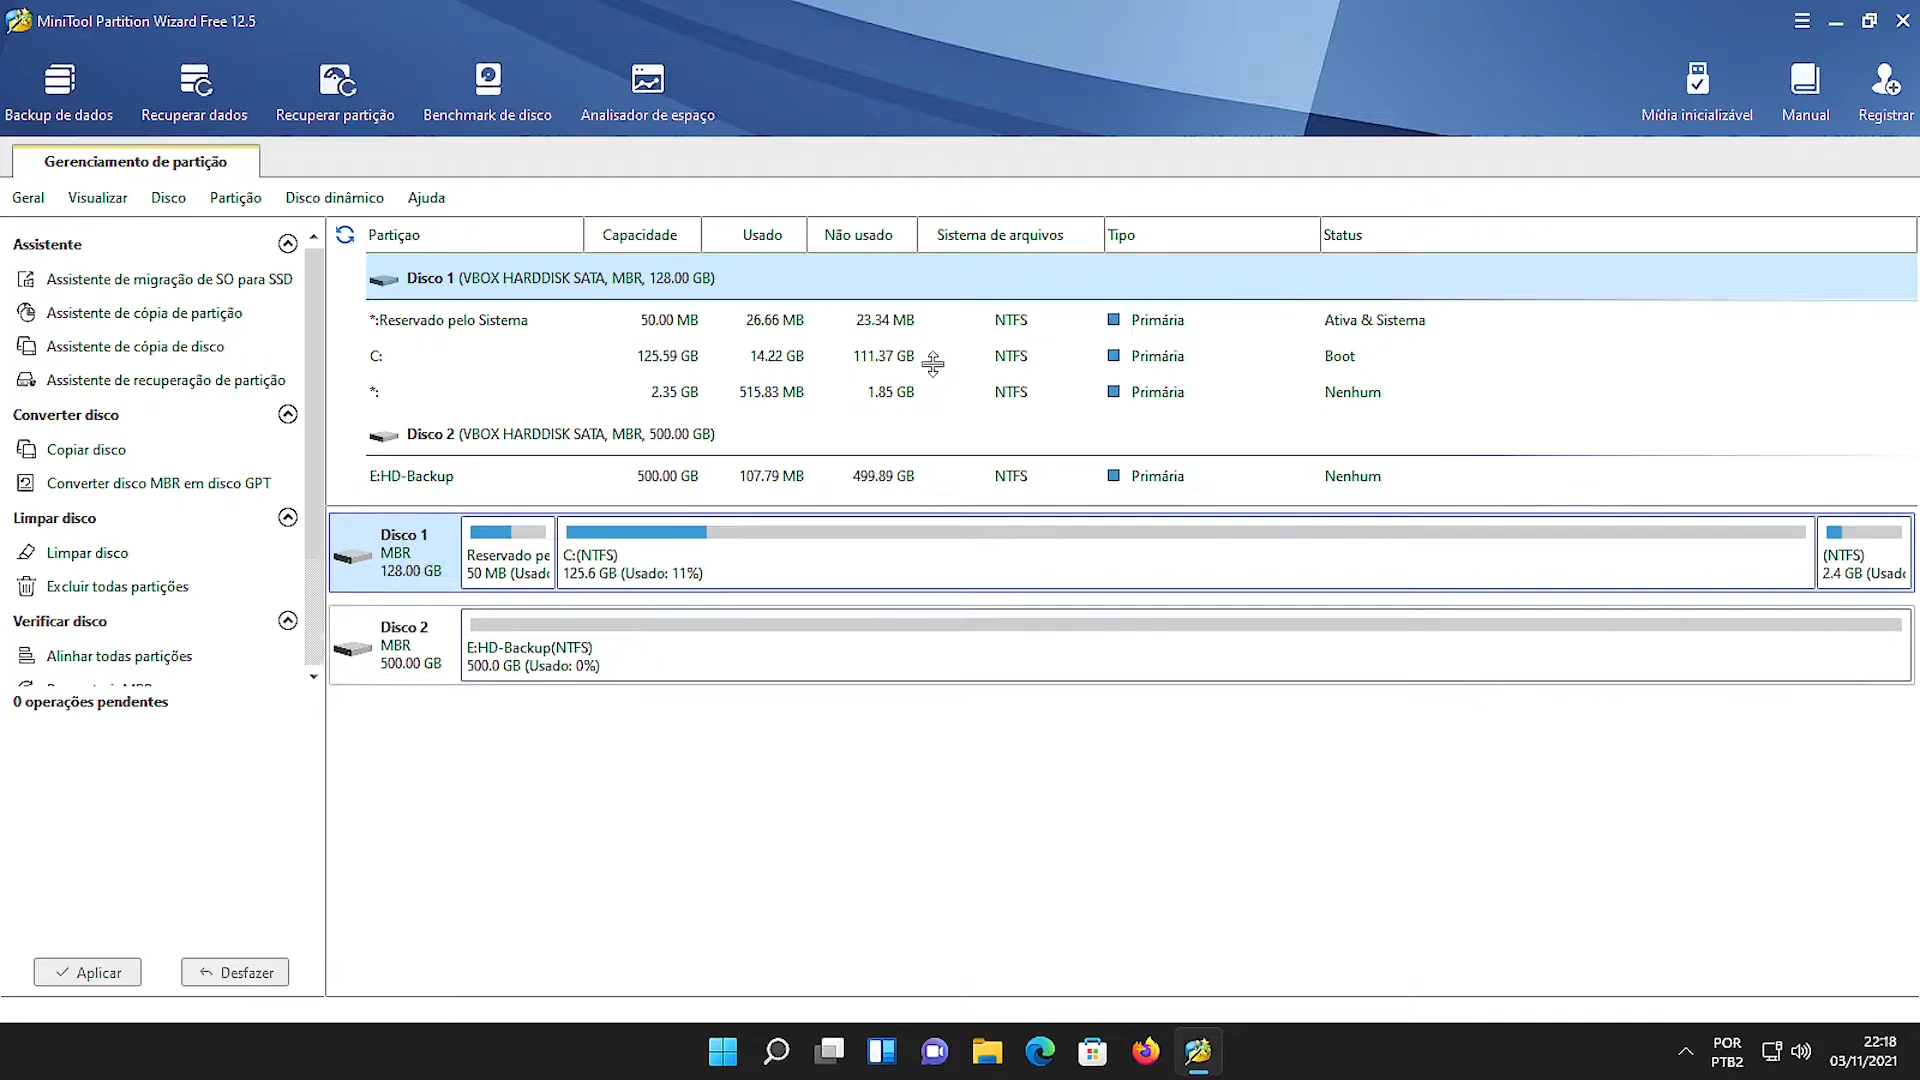 MiniTool Partition Wizard Free 12.5
Backup de dados
Recuperar dados
Recuperar partição
Benchmark de disco
Analisador de espaço
Mídia inicializável
Manual
Registrar
Gerenciamento de partição
Geral
Visualizar
Disco
Partição
Disco dinâmico
Ajuda
Assistente
Assistente de migração de SO para SSD
Assistente de cópia de partição
Assistente de cópia de disco
Assistente de recuperação de partição
Converter disco
Copiar disco
Converter disco MBR em disco GPT
Limpar disco
Limpar disco
Excluir todas partições
Verificar disco
Alinhar todas partições
0 operações pendentes
Aplicar
Desfazer
Partiçao Capacidade Usado Não usado Sistema de arquivos Tipo Status
Disco 1 (VBOX HARDDISK SATA, MBR, 128.00 GB)
*:Reservado pelo Sistema 50.00 MB 26.66 MB 23.34 MB NTFS Primária Ativa & Sistema
C: 125.59 GB 14.22 GB 111.37 GB NTFS Primária Boot
*: 2.35 GB 515.83 MB 1.85 GB NTFS Primária Nenhum
Disco 2 (VBOX HARDDISK SATA, MBR, 500.00 GB)
E:HD-Backup 500.00 GB 107.79 MB 499.89 GB NTFS Primária Nenhum
Disco 1
MBR
128.00 GB
Reservado pe
50 MB (Usad
C:(NTFS)
125.6 GB (Usado: 11%)
(NTFS)
2.4 GB (Usad
Disco 2
MBR
500.00 GB
E:HD-Backup(NTFS)
500.0 GB (Usado: 0%)
POR
PTB2
22:18
03/11/2021